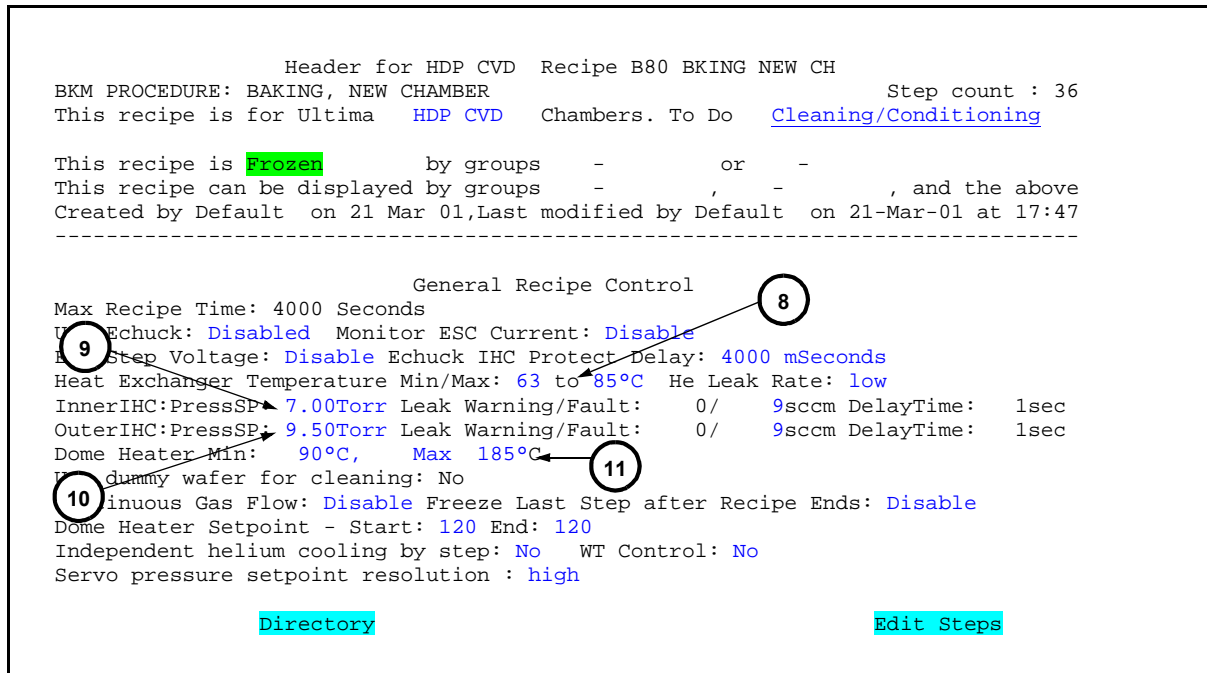 Header for HDP CVD Recipe B80 BKING NEW CH
BKM PROCEDURE: BAKING, NEW CHAMBER Step count : 36
This recipe is for Ultima HDP CVD Chambers. To Do Cleaning/Conditioning
This recipe is Frozen by groups - or -
This recipe can be displayed by groups - , - , and the above
Created by Default on 21 Mar 01,Last modified by Default on 21-Mar-01 at 17:47
--------------------------------------------------------------------------------
General Recipe Control
Max Recipe Time: 4000 Seconds
8
Echuck: Disabled Monitor ESC Current: Disable
9
Step Voltage: Disable Echuck IHC Protect Delay: 4000 mSeconds
Heat Exchanger Temperature Min/Max: 63 to 85ºC He Leak Rate: low
InnerIHC:PressSP: 7.00Torr Leak Warning/Fault: 0/ 9sccm DelayTime: 1sec
OuterIHC:PressSP: 9.50Torr Leak Warning/Fault: 0/ 9sccm DelayTime: 1sec
Dome Heater Min: 90ºC, Max 185ºC
11
dummy wafer for cleaning: No
10
inuous Gas Flow: Disable Freeze Last Step after Recipe Ends: Disable
Dome Heater Setpoint - Start: 120 End: 120
Independent helium cooling by step: No WT Control: No
Servo pressure setpoint resolution : high
Directory Edit Steps